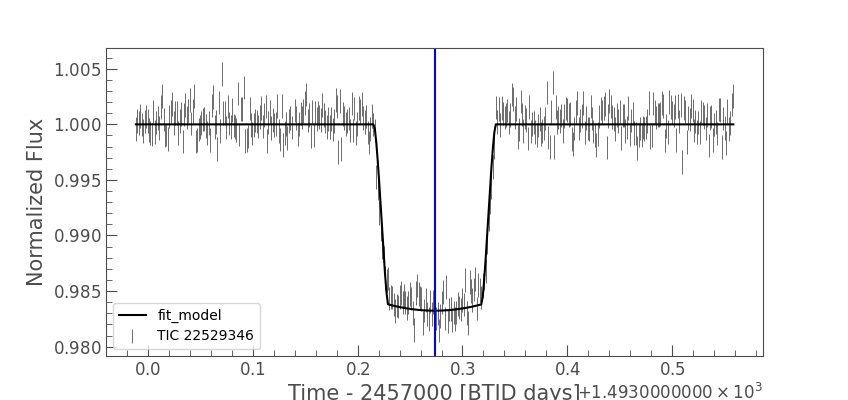 Normalized Flux
1.005
1.000
0.995
0.990
0.985
0.980
fit_model
TIC 22529346
0.0 0.1 0.2 0.3 0.4 0.5
Time - 2457000 [BTJD days]
+1.4930000000 × 10³